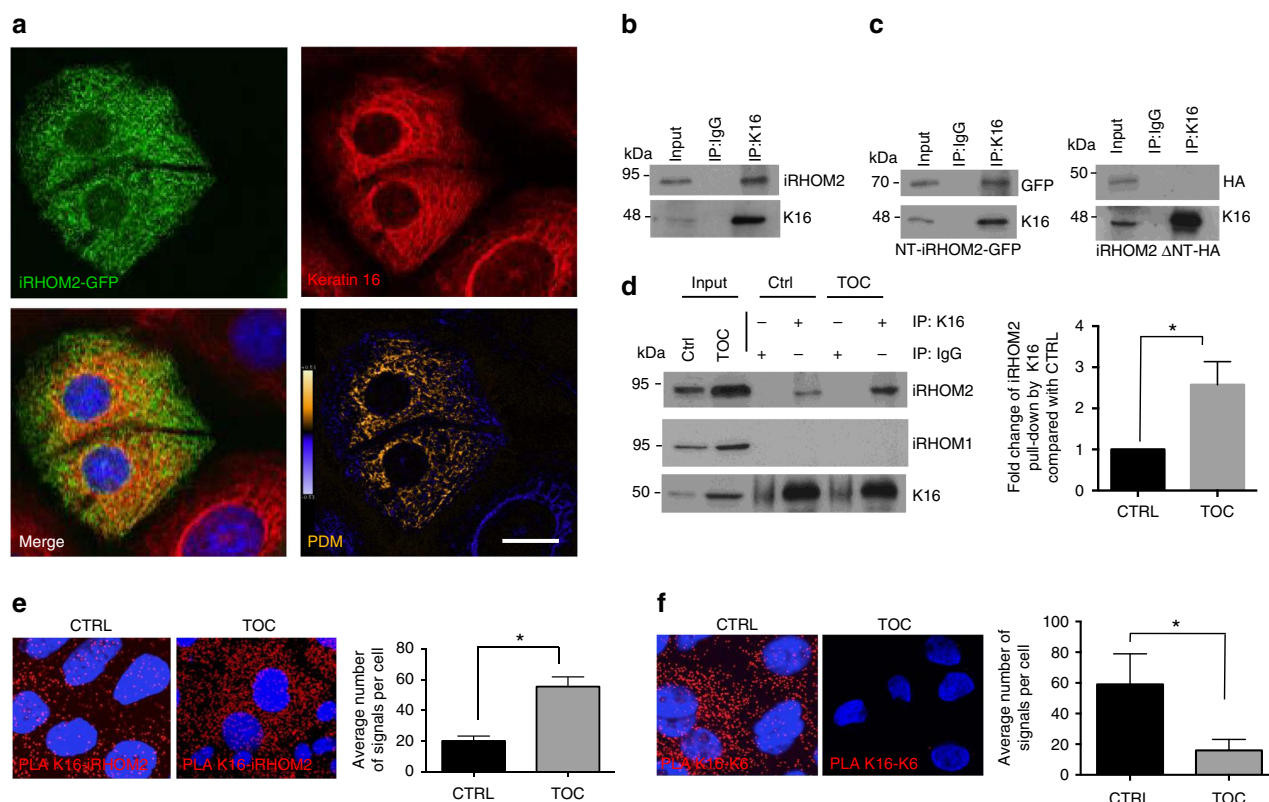 a
iRHOM2-GFP
Keratin 16
Merge
PDM
b
Input
IP:IgG
IP:K16
kDa
95
iRHOM2
48
K16
c
Input
IP:IgG
IP:K16
kDa
70
GFP
48
K16
NT-iRHOM2-GFP
Input
IP:IgG
IP:K16
kDa
50
HA
48
K16
iRHOM2 ΔNT-HA
d
Input
Ctrl
TOC
Ctrl
TOC
– + – + IP: K16
+ – + – IP: IgG
kDa
95
iRHOM2
95
iRHOM1
50
K16
Fold change of iRHOM2
pull-down by K16
compared with CTRL
4
3
2
1
0
*
CTRL
TOC
e
CTRL
TOC
PLA K16-iRHOM2
PLA K16-iRHOM2
Average number
of signals per cell
80
60
40
20
0
*
CTRL
TOC
f
CTRL
TOC
PLA K16-K6
PLA K16-K6
Average number of
signals per cell
100
80
60
40
20
0
*
CTRL
TOC